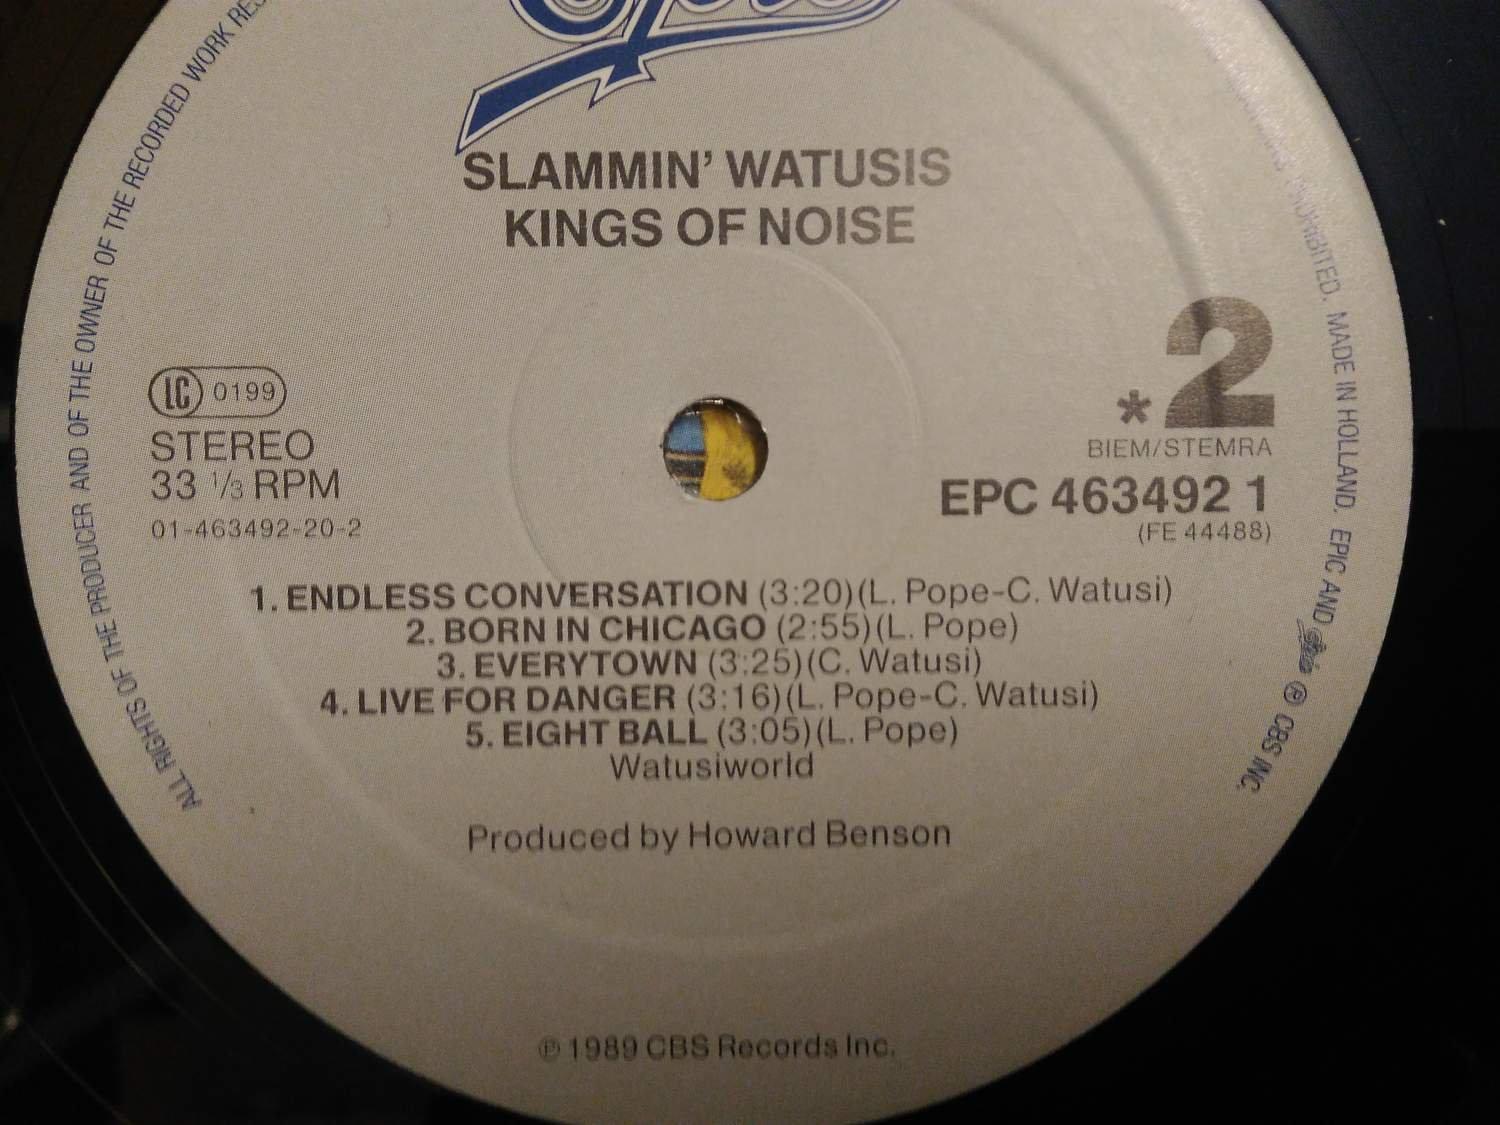 Epic
SLAMMIN' WATUSIS
KINGS OF NOISE
LC 0199
STEREO
33 ⅓ RPM
01-463492-20-2
*2
BIEM/STEMRA
EPC 463492 1
(FE 44488)
1. ENDLESS CONVERSATION (3:20)(L. Pope-C. Watusi)
2. BORN IN CHICAGO (2:55)(L. Pope)
3. EVERYTOWN (3:25)(C. Watusi)
4. LIVE FOR DANGER (3:16)(L. Pope-C. Watusi)
5. EIGHT BALL (3:05)(L. Pope)
Watusiworld
Produced by Howard Benson
℗ 1989 CBS Records Inc.
ALL RIGHTS OF THE PRODUCER AND OF THE OWNER OF THE RECORDED WORK
PROHIBITED. MADE IN HOLLAND. EPIC AND Epic ® CBS INC.